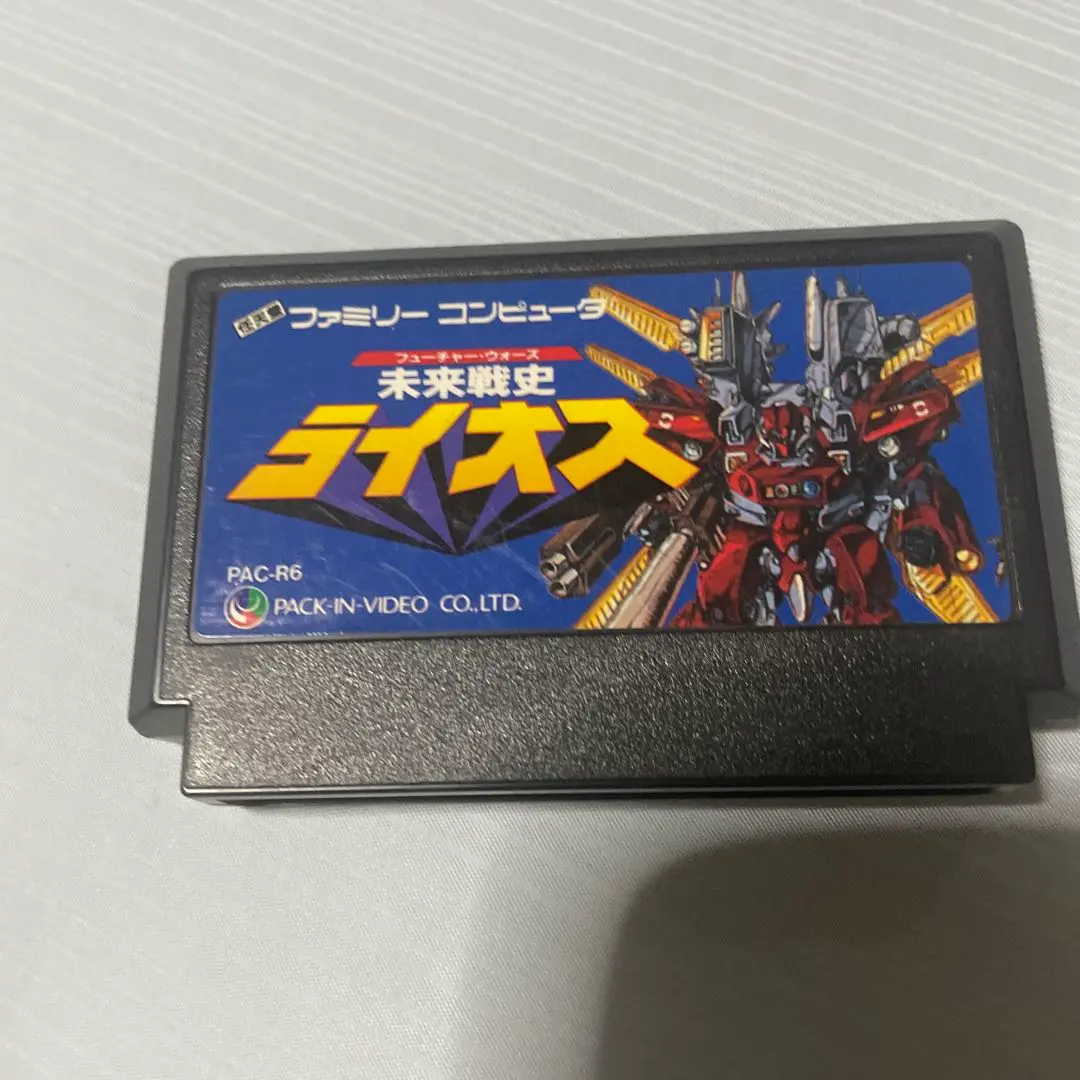 任天堂 ファミリー コンピュータ
フューチャー・ウォーズ
未来戦史
ライオス
PAC-R6
PACK-IN-VIDEO CO.,LTD.